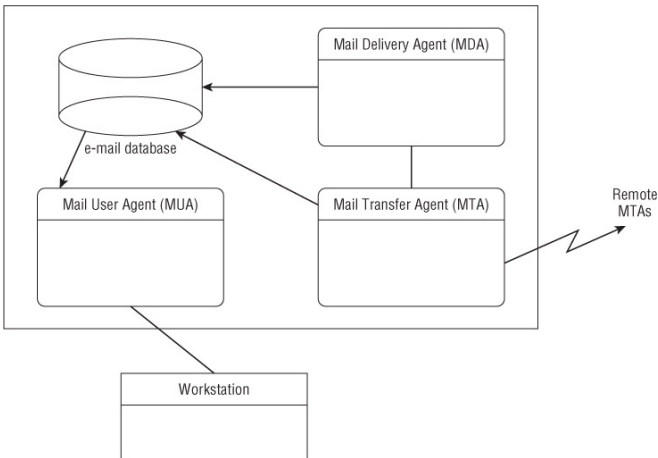 Mail Delivery Agent (MDA)
e-mail database
Mail User Agent (MUA)
Mail Transfer Agent (MTA)
Remote
MTAs
Workstation